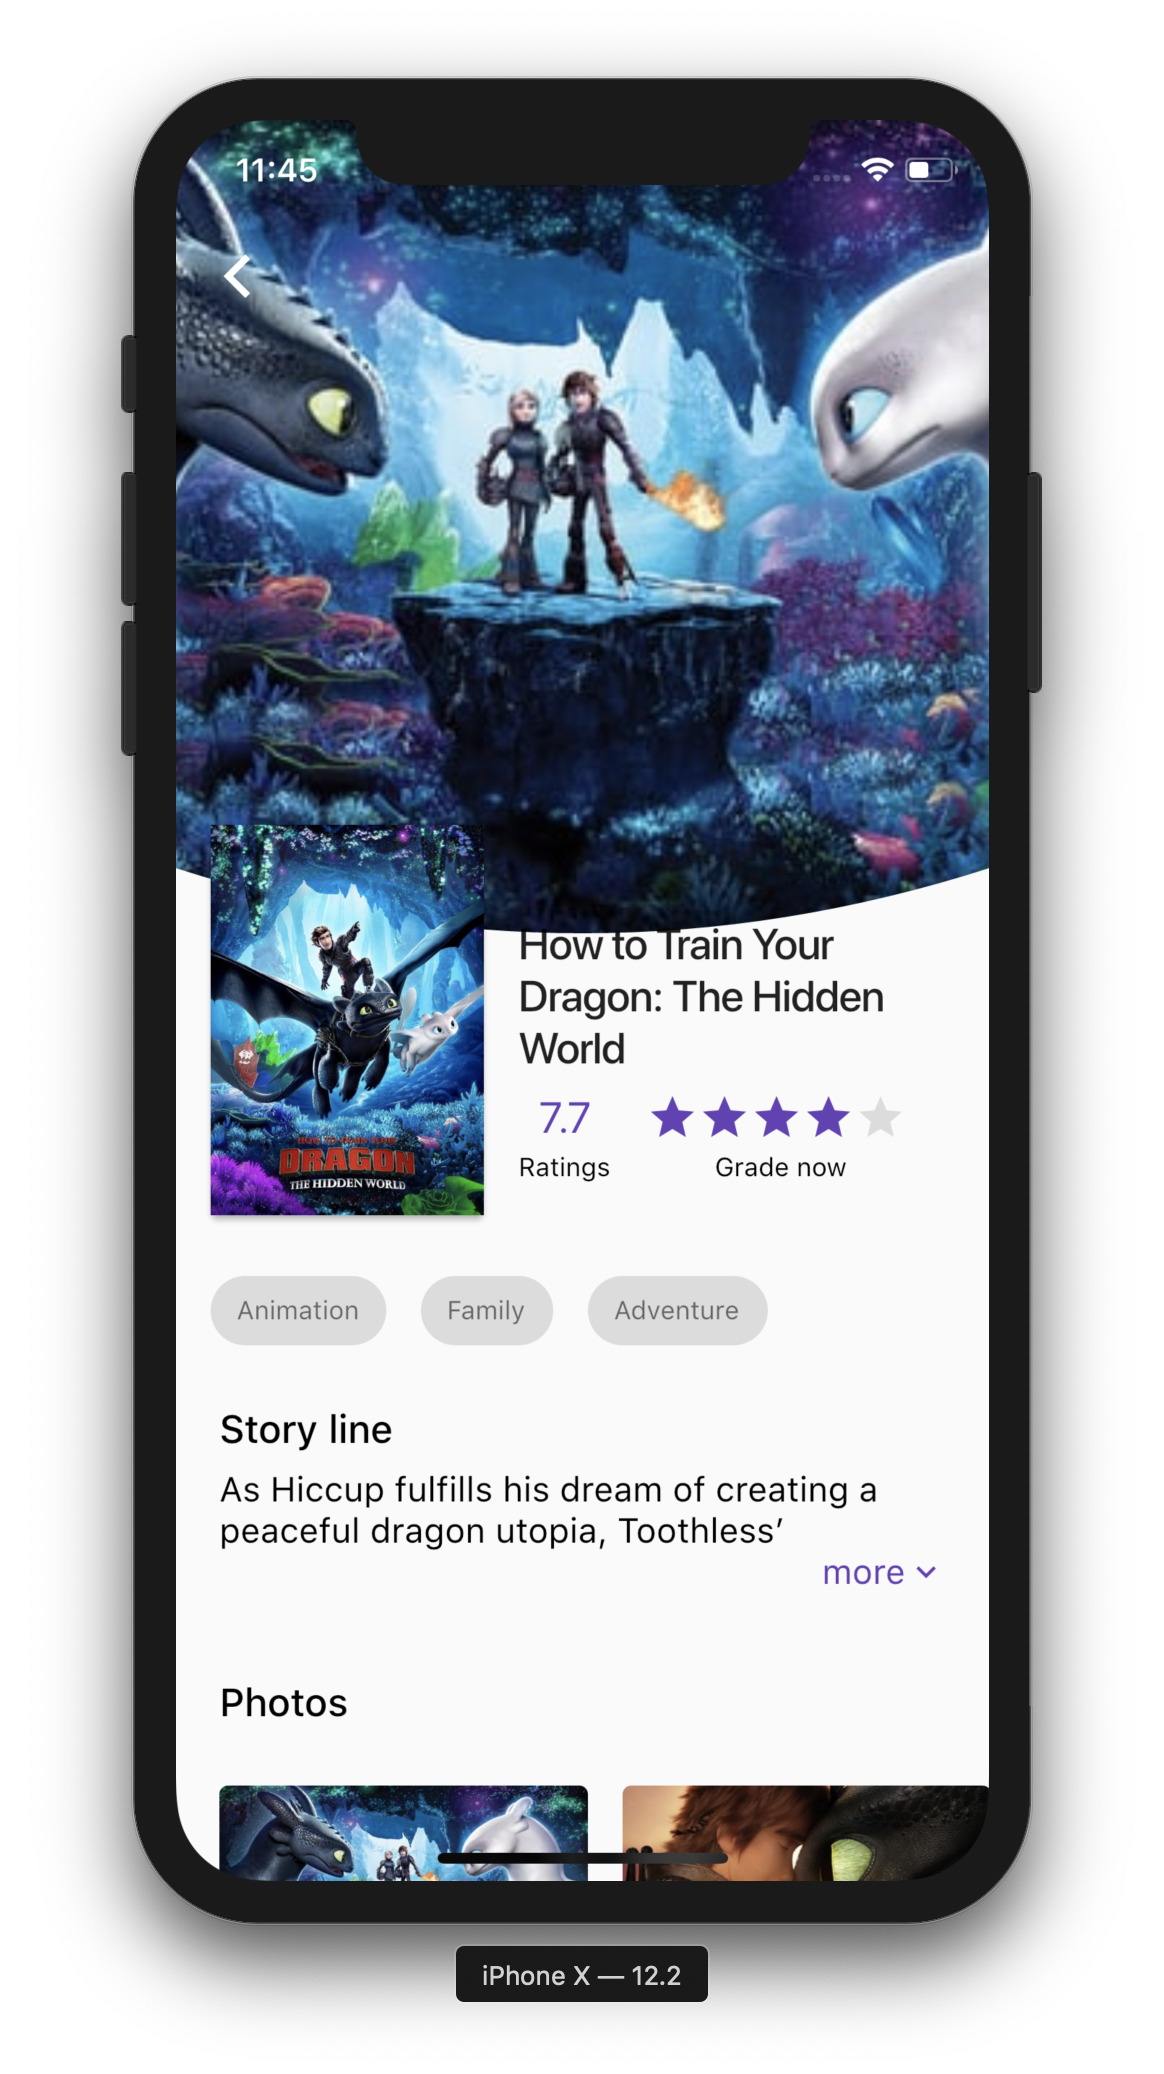 11:45
How to Train Your
Dragon: The Hidden
World
7.7
Ratings
Grade now
HOW TO TRAIN YOUR
DRAGON
THE HIDDEN WORLD
Animation
Family
Adventure
Story line
As Hiccup fulfills his dream of creating a
peaceful dragon utopia, Toothless’
more
Photos
iPhone X — 12.2